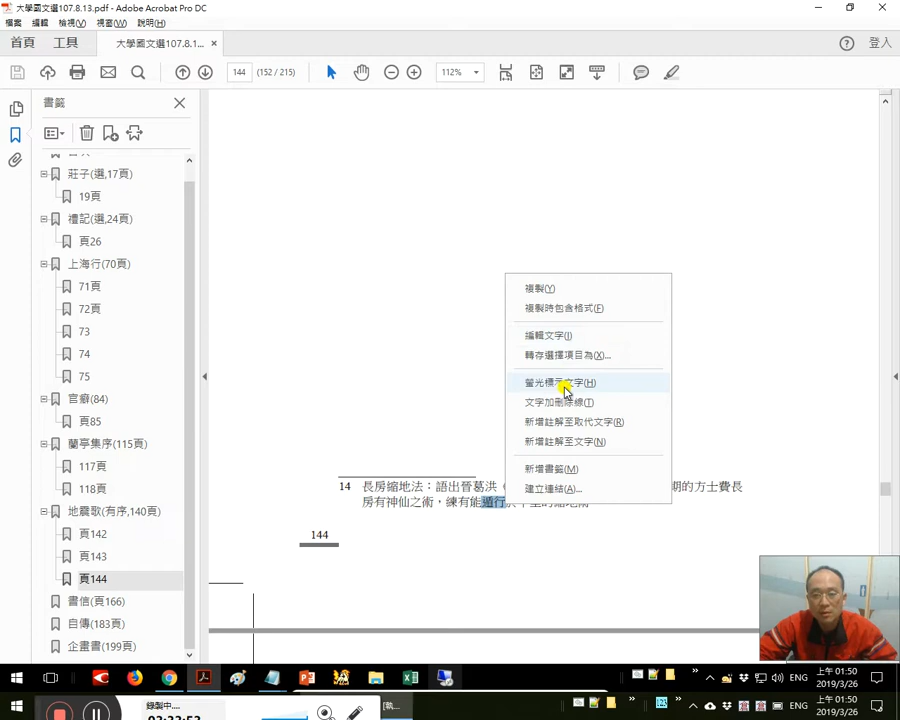 大學國文選107.8.13.pdf - Adobe Acrobat Pro DC
檔案 編輯 檢視(V) 視窗(W) 說明(H)
首頁 工具 大學國文選107.8.1... × 登入
144 (152 / 215) 112%
書籤
莊子(選,17頁)
19頁
禮記(選,24頁)
頁26
上海行(70頁)
71頁
72頁
73
74
75
官癖(84)
頁85
蘭亭集序(115頁)
117頁
118頁
地震歌(有序,140頁)
頁142
頁143
頁144
書信(頁166)
自傳(183頁)
企畫書(199頁)
複製(Y)
複製時包含格式(F)
編輯文字(I)
轉存選擇項目為(X)...
螢光標示文字(H)
文字加刪除線(T)
新增註解至取代文字(R)
新增註解至文字(N)
新增書籤(M)
建立連結(A)...
14 長房縮地法：語出晉葛洪 期的方士費長
房有神仙之術，練有能遁行
144
ENG 上午 01:50
2019/3/26
錄製中....
ENG 上午 01:50
2019/3/26